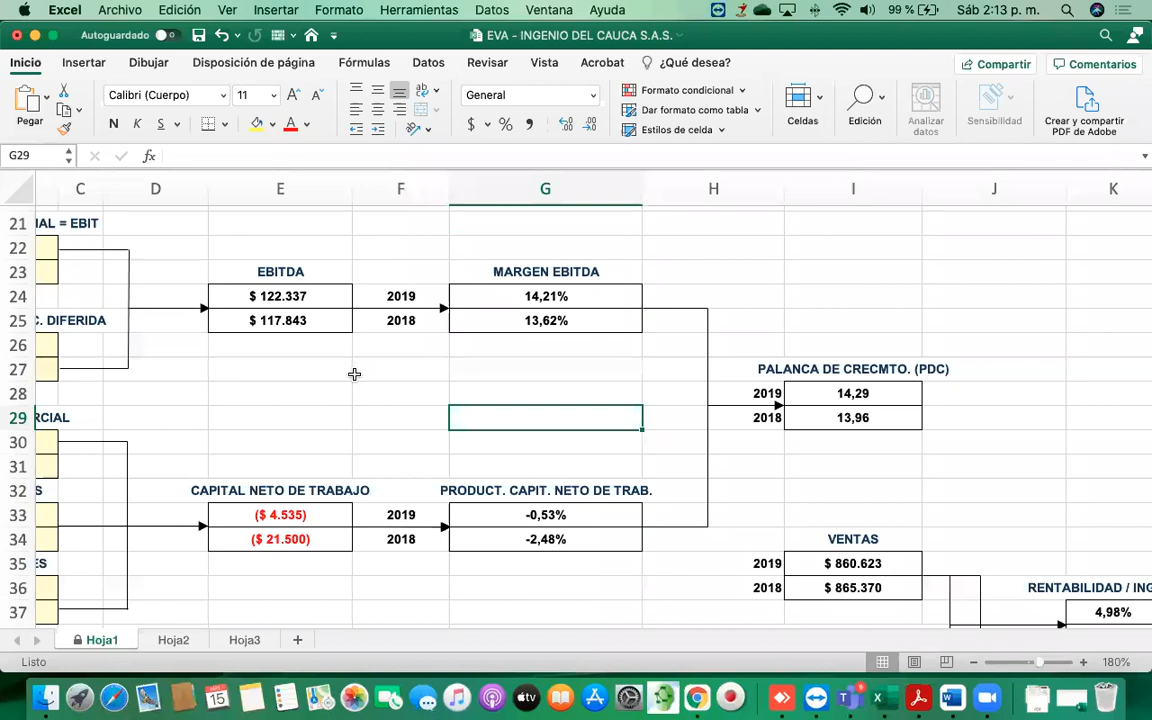 Excel Archivo Edición Ver Insertar Formato Herramientas Datos Ventana Ayuda 99 % Sáb 2:13 p. m.
Autoguardado EVA - INGENIO DEL CAUCA S.A.S.
Inicio Insertar Dibujar Disposición de página Fórmulas Datos Revisar Vista Acrobat ¿Qué desea? Compartir Comentarios
Pegar Calibri (Cuerpo) 11 General Formato condicional
Dar formato como tabla
N K S Estilos de celda
Celdas Edición Analizar datos Sensibilidad Crear y compartir PDF de Adobe
G29 fx
C D E F G H I J K
21 IAL = EBIT
22
23 EBITDA MARGEN EBITDA
24 $ 122.337 2019 14,21%
25 C. DIFERIDA $ 117.843 2018 13,62%
26
27 PALANCA DE CRECMTO. (PDC)
28 2019 14,29
29 RCIAL 2018 13,96
30
31
32 S CAPITAL NETO DE TRABAJO PRODUCT. CAPIT. NETO DE TRAB.
33 ($ 4.535) 2019 -0,53%
34 ($ 21.500) 2018 -2,48% VENTAS
35 ES 2019 $ 860.623
36 2018 $ 865.370 RENTABILIDAD / ING
37 4,98%
Hoja1 Hoja2 Hoja3
Listo 180%
SEP
15
tv